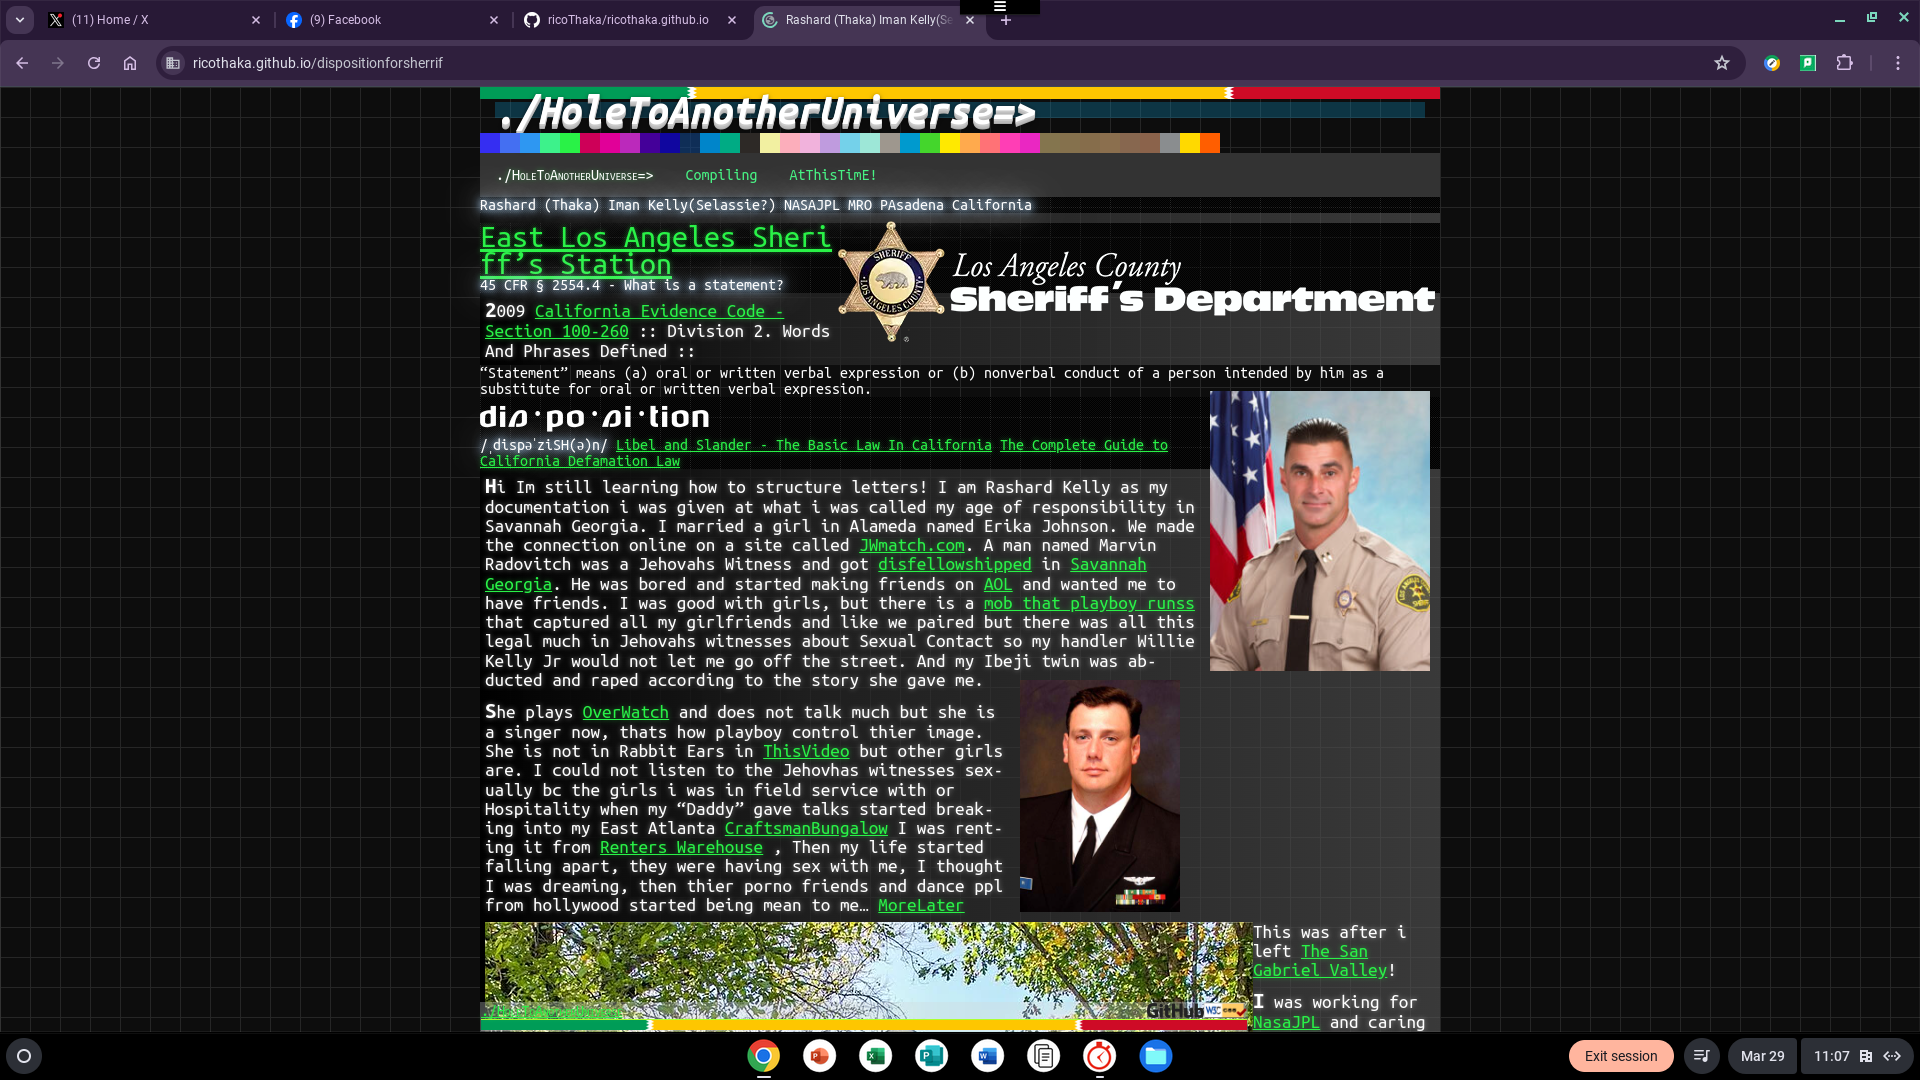 (11) Home / X
(9) Facebook
ricoThaka/ricothaka.github.io
Rashard (Thaka) Iman Kelly(Se
ricothaka.github.io/dispositionforsherrif
./HoleToAnotherUniverse=>
./HoleToAnotherUniverse=> Compiling AtThisTimE!
Rashard (Thaka) Iman Kelly(Selassie?) NASAJPL MRO PAsadena California
East Los Angeles Sheri
ff’s Station
45 CFR § 2554.4 - What is a statement?
2009 California Evidence Code -
Section 100-260 :: Division 2. Words
And Phrases Defined ::
SHERIFF
LOS ANGELES COUNTY
Los Angeles County
Sheriff’s Department
“Statement” means (a) oral or written verbal expression or (b) nonverbal conduct of a person intended by him as a
substitute for oral or written verbal expression.
dis·po·si·tion
/ˌdispəˈziSH(ə)n/ Libel and Slander - The Basic Law In California The Complete Guide to
California Defamation Law
Hi Im still learning how to structure letters! I am Rashard Kelly as my
documentation i was given at what i was called my age of responsibility in
Savannah Georgia. I married a girl in Alameda named Erika Johnson. We made
the connection online on a site called JWmatch.com. A man named Marvin
Radovitch was a Jehovahs Witness and got disfellowshipped in Savannah
Georgia. He was bored and started making friends on AOL and wanted me to
have friends. I was good with girls, but there is a mob that playboy runss
that captured all my girlfriends and like we paired but there was all this
legal much in Jehovahs witnesses about Sexual Contact so my handler Willie
Kelly Jr would not let me go off the street. And my Ibeji twin was ab-
ducted and raped according to the story she gave me.
She plays OverWatch and does not talk much but she is
a singer now, thats how playboy control thier image.
She is not in Rabbit Ears in ThisVideo but other girls
are. I could not listen to the Jehovhas witnesses sex-
ually bc the girls i was in field service with or
Hospitality when my “Daddy” gave talks started break-
ing into my East Atlanta CraftsmanBungalow I was rent-
ing it from Renters Warehouse , Then my life started
falling apart, they were having sex with me, I thought
I was dreaming, then thier porno friends and dance ppl
from hollywood started being mean to me… MoreLater
This was after i
left The San
Gabriel Valley!
I was working for
NasaJPL and caring
GitHub W3C
Exit session
Mar 29
11:07